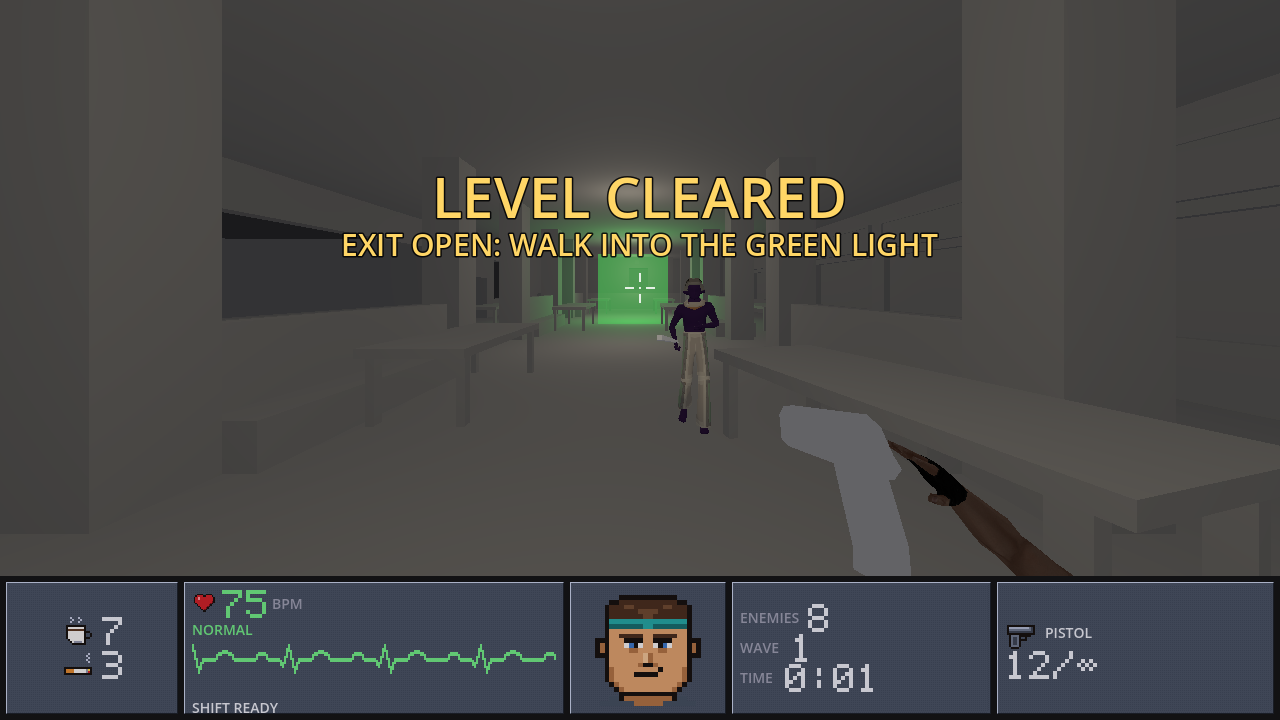 LEVEL CLEARED
EXIT OPEN: WALK INTO THE GREEN LIGHT
7
3
75 BPM
NORMAL
SHIFT READY
ENEMIES 8
WAVE 1
TIME 0:01
PISTOL
12/∞